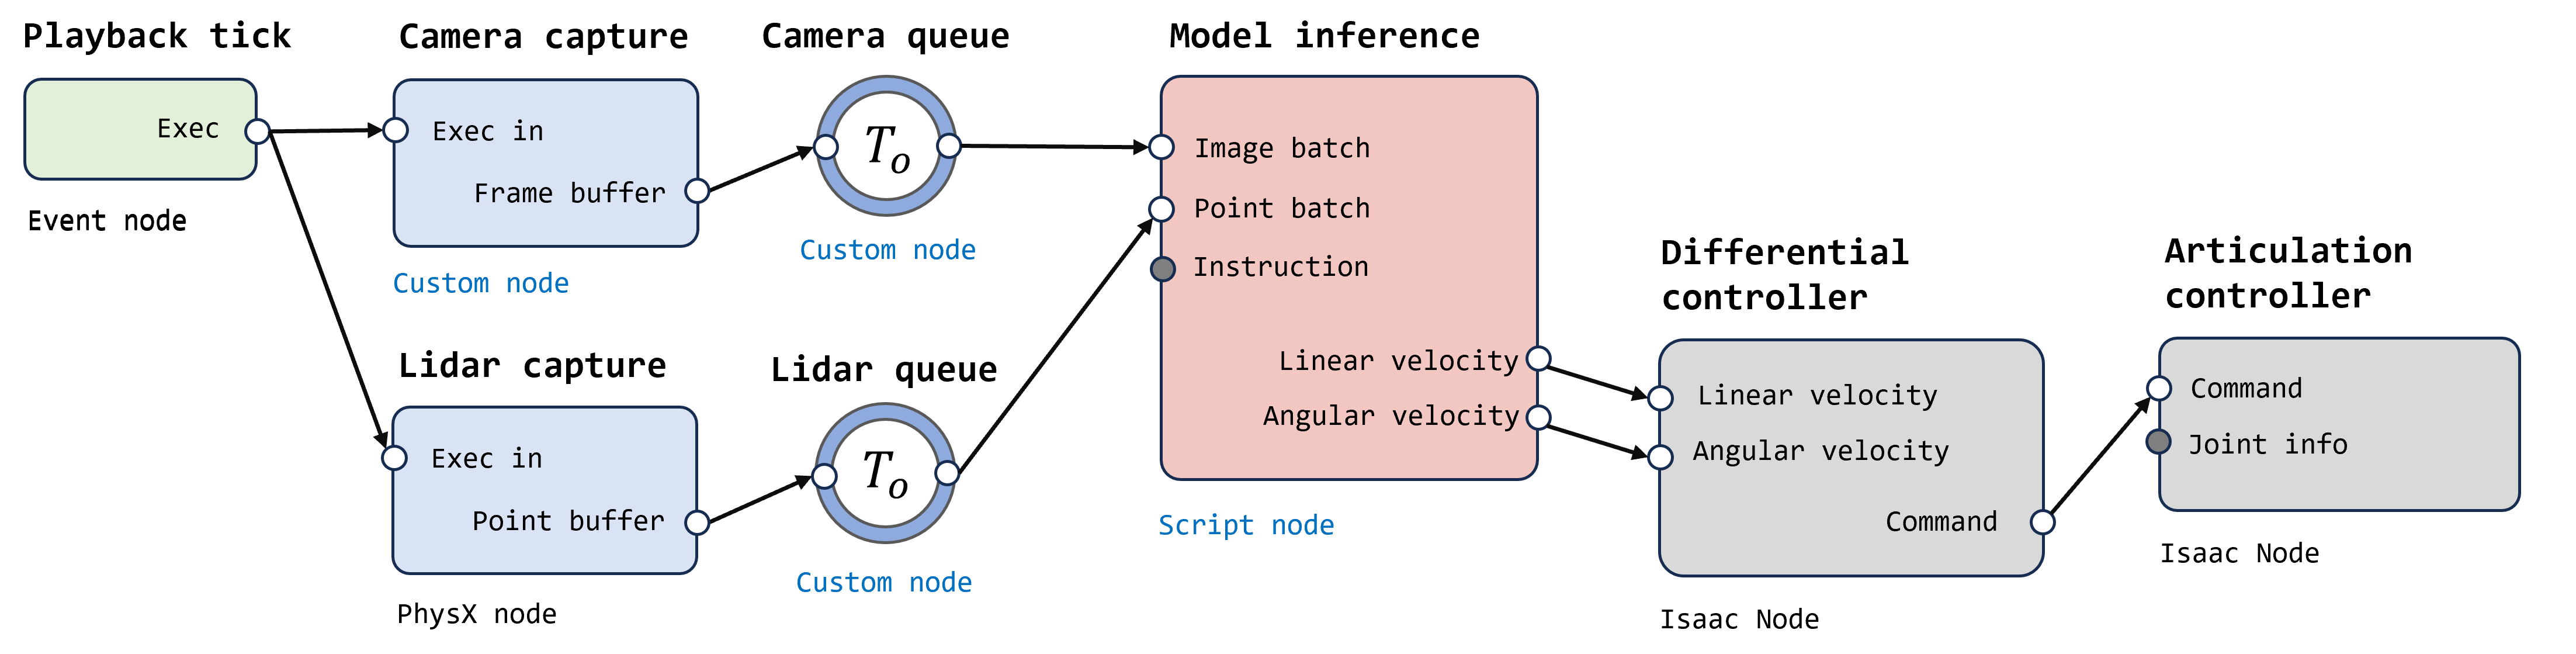 Playback tick
Exec
Event node
Camera capture
Exec in
Frame buffer
Custom node
Camera queue
To
Custom node
Lidar capture
Exec in
Point buffer
PhysX node
Lidar queue
To
Custom node
Model inference
Image batch
Point batch
Instruction
Linear velocity
Angular velocity
Script node
Differential
controller
Linear velocity
Angular velocity
Command
Isaac Node
Articulation
controller
Command
Joint info
Isaac Node